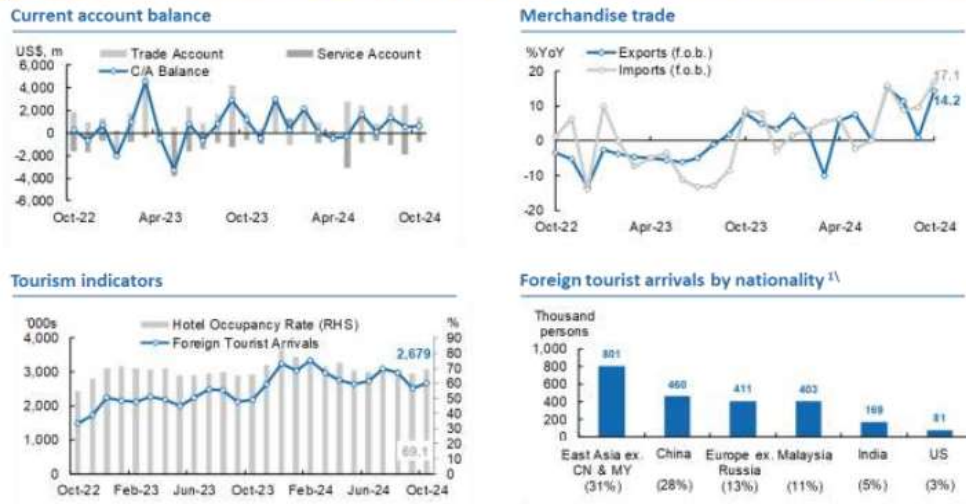 Current account balance
US$, m
Trade Account
Service Account
C/A Balance
6,000
4,000
2,000
0
-2,000
-4,000
-6,000
Oct-22 Apr-23 Oct-23 Apr-24 Oct-24
Merchandise trade
%YoY
Exports (f.o.b.)
Imports (f.o.b.)
20
10
0
-10
-20
17.1
14.2
Oct-22 Apr-23 Oct-23 Apr-24 Oct-24
Tourism indicators
'000s
Hotel Occupancy Rate (RHS)
%
Foreign Tourist Arrivals
4,000
3,000
2,000
1,000
0
90
80
70
60
50
40
30
20
10
0
2,679
69.1
Oct-22 Feb-23 Jun-23 Oct-23 Feb-24 Jun-24 Oct-24
Foreign tourist arrivals by nationality 1\
Thousand
persons
1,000
800
600
400
200
0
801
460
411
403
169
81
East Asia ex. China Europe ex. Malaysia India US
CN & MY Russia
(31%) (28%) (13%) (11%) (5%) (3%)